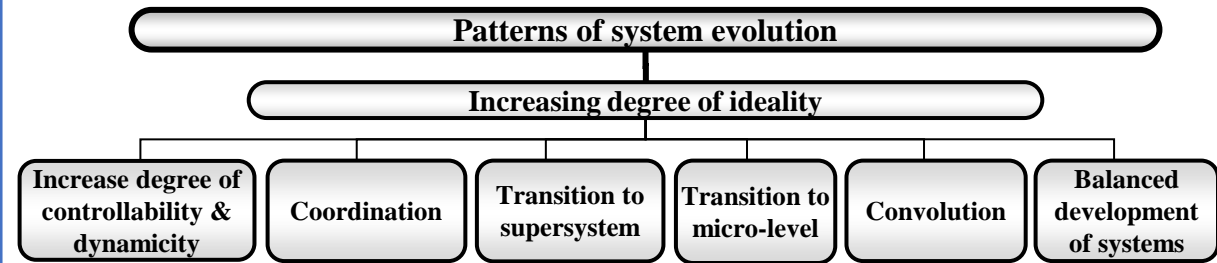 Patterns of system evolution
Increasing degree of ideality
Increase degree of
controllability &
dynamicity
Coordination
Transition to
supersystem
Transition to
micro-level
Convolution
Balanced
development
of systems